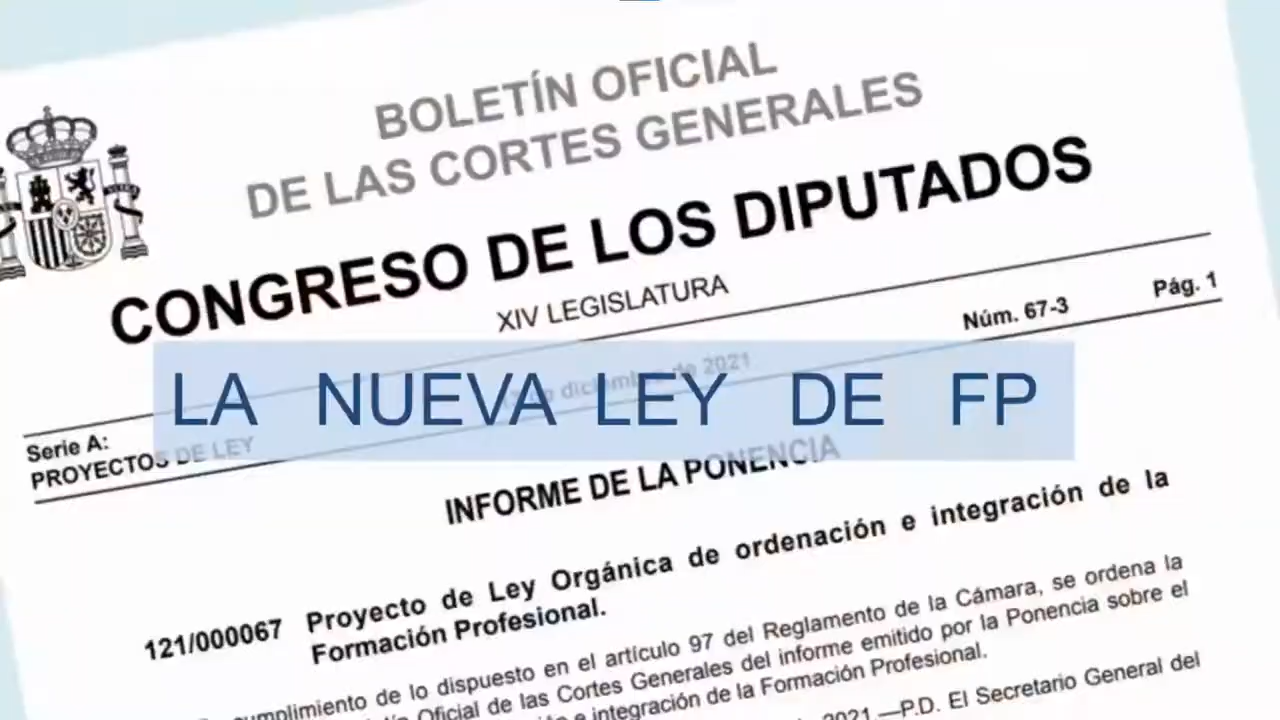 BOLETÍN OFICIAL
DE LAS CORTES GENERALES
CONGRESO DE LOS DIPUTADOS
XIV LEGISLATURA
Serie A:
PROYECTOS DE LEY
de diciembre de 2021
Núm. 67-3
Pág. 1
LA NUEVA LEY DE FP
INFORME DE LA PONENCIA
121/000067 Proyecto de Ley Orgánica de ordenación e integración de la
Formación Profesional.
cumplimiento de lo dispuesto en el artículo 97 del Reglamento de la Cámara, se ordena la
Oficial de las Cortes Generales del informe emitido por la Ponencia sobre el
e integración de la Formación Profesional.
2021.—P.D. El Secretario General del